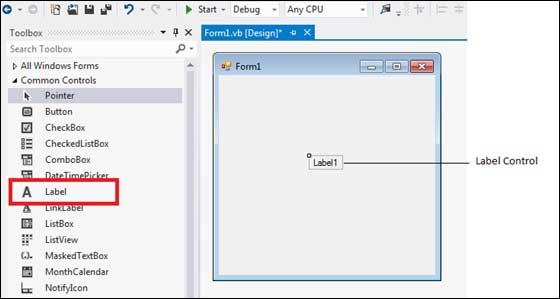 Start
Debug
Any CPU
Toolbox
Search Toolbox
All Windows Forms
Common Controls
Pointer
Button
CheckBox
CheckedListBox
ComboBox
DateTimePicker
Label
LinkLabel
ListBox
ListView
MaskedTextBox
MonthCalendar
NotifyIcon
Form1.vb [Design]*
Form1
Label1
Label Control